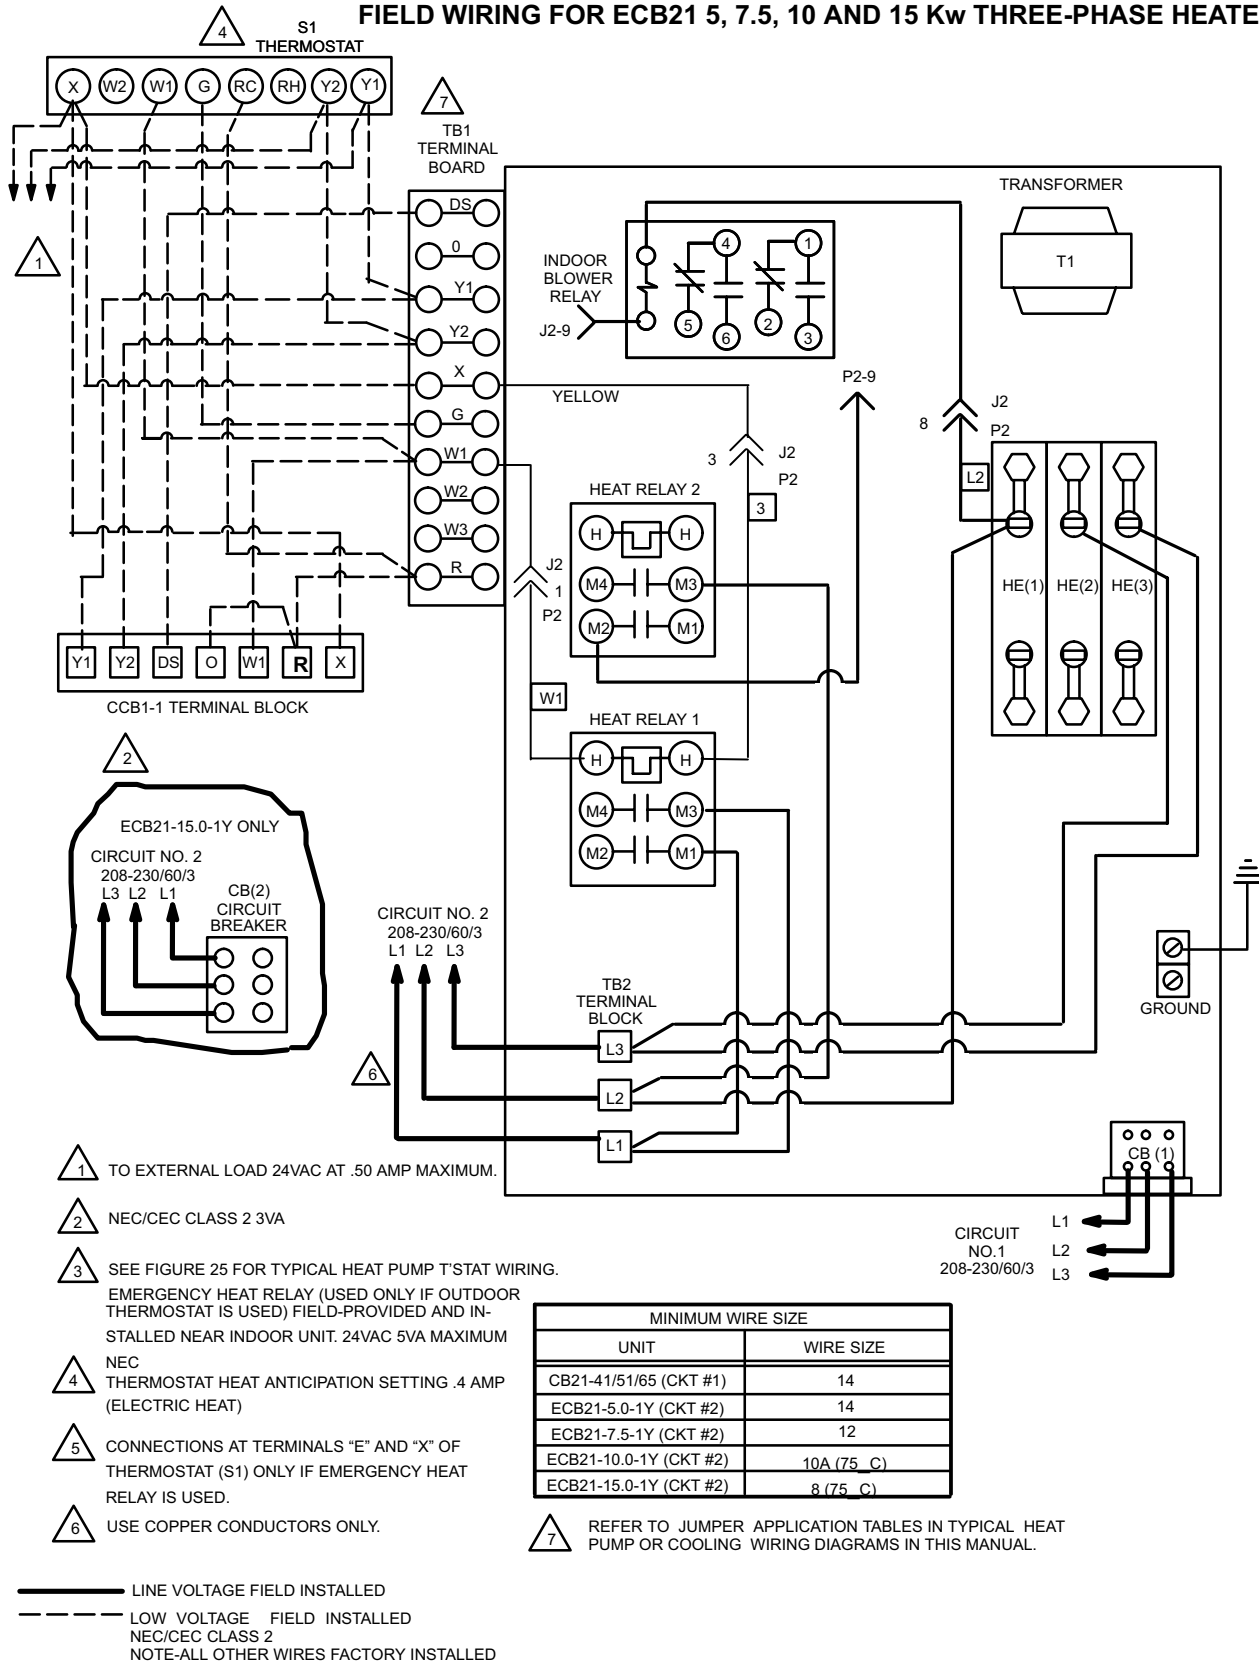 FIELD WIRING FOR ECB21 5, 7.5, 10 AND 15 Kw THREE-PHASE HEATE
4
S1
THERMOSTAT
X W2 W1 G RC RH Y2 Y1
7
TB1
TERMINAL
BOARD
DS
0
Y1
Y2
X
G
W1
W2
W3
R
1
TRANSFORMER
T1
INDOOR
BLOWER
RELAY
J2-9
4 1
5 6 2 3
YELLOW
P2-9
8
J2
P2
L2
3
J2
P2
3
HEAT RELAY 2
H H
M4 M3
M2 M1
J2
1
P2
HE(1) HE(2) HE(3)
Y1 Y2 DS O W1 R X
CCB1-1 TERMINAL BLOCK
W1
HEAT RELAY 1
H H
M4 M3
M2 M1
2
ECB21-15.0-1Y ONLY
CIRCUIT NO. 2
208-230/60/3
L3 L2 L1
CB(2)
CIRCUIT
BREAKER
CIRCUIT NO. 2
208-230/60/3
L1 L2 L3
TB2
TERMINAL
BLOCK
L3
L2
L1
6
GROUND
CB (1)
CIRCUIT
NO.1
208-230/60/3
L1
L2
L3
1 TO EXTERNAL LOAD 24VAC AT .50 AMP MAXIMUM.
2 NEC/CEC CLASS 2 3VA
3 SEE FIGURE 25 FOR TYPICAL HEAT PUMP T'STAT WIRING.
EMERGENCY HEAT RELAY (USED ONLY IF OUTDOOR
THERMOSTAT IS USED) FIELD-PROVIDED AND IN-
STALLED NEAR INDOOR UNIT. 24VAC 5VA MAXIMUM
NEC
4 THERMOSTAT HEAT ANTICIPATION SETTING .4 AMP
(ELECTRIC HEAT)
5 CONNECTIONS AT TERMINALS “E” AND “X” OF
THERMOSTAT (S1) ONLY IF EMERGENCY HEAT
RELAY IS USED.
6 USE COPPER CONDUCTORS ONLY.
MINIMUM WIRE SIZE
UNIT WIRE SIZE
CB21-41/51/65 (CKT #1) 14
ECB21-5.0-1Y (CKT #2) 14
ECB21-7.5-1Y (CKT #2) 12
ECB21-10.0-1Y (CKT #2) 10A (75_C)
ECB21-15.0-1Y (CKT #2) 8 (75_C)
7 REFER TO JUMPER APPLICATION TABLES IN TYPICAL HEAT
PUMP OR COOLING WIRING DIAGRAMS IN THIS MANUAL.
LINE VOLTAGE FIELD INSTALLED
LOW VOLTAGE FIELD INSTALLED
NEC/CEC CLASS 2
NOTE-ALL OTHER WIRES FACTORY INSTALLED